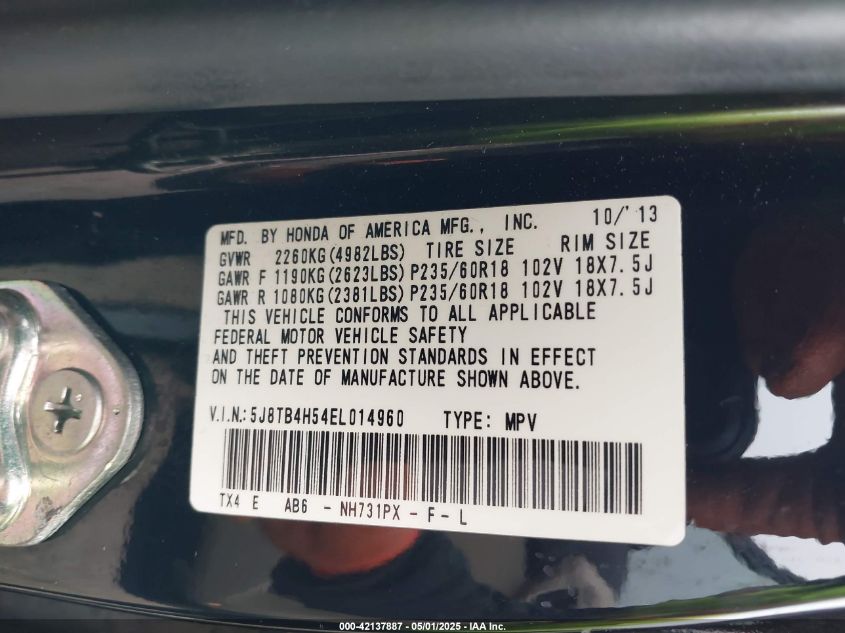 MFD. BY HONDA OF AMERICA MFG., INC. 10/'13
GVWR 2260KG(4982LBS) TIRE SIZE RIM SIZE
GAWR F 1190KG(2623LBS) P235/60R18 102V 18X7.5J
GAWR R 1080KG(2381LBS) P235/60R18 102V 18X7.5J
THIS VEHICLE CONFORMS TO ALL APPLICABLE
FEDERAL MOTOR VEHICLE SAFETY
AND THEFT PREVENTION STANDARDS IN EFFECT
ON THE DATE OF MANUFACTURE SHOWN ABOVE.
V.I.N.: 5J8TB4H54EL014960 TYPE: MPV
TX4 E AB6 - NH731PX - F - L
000-42137887 - 05/01/2025 - IAA Inc.